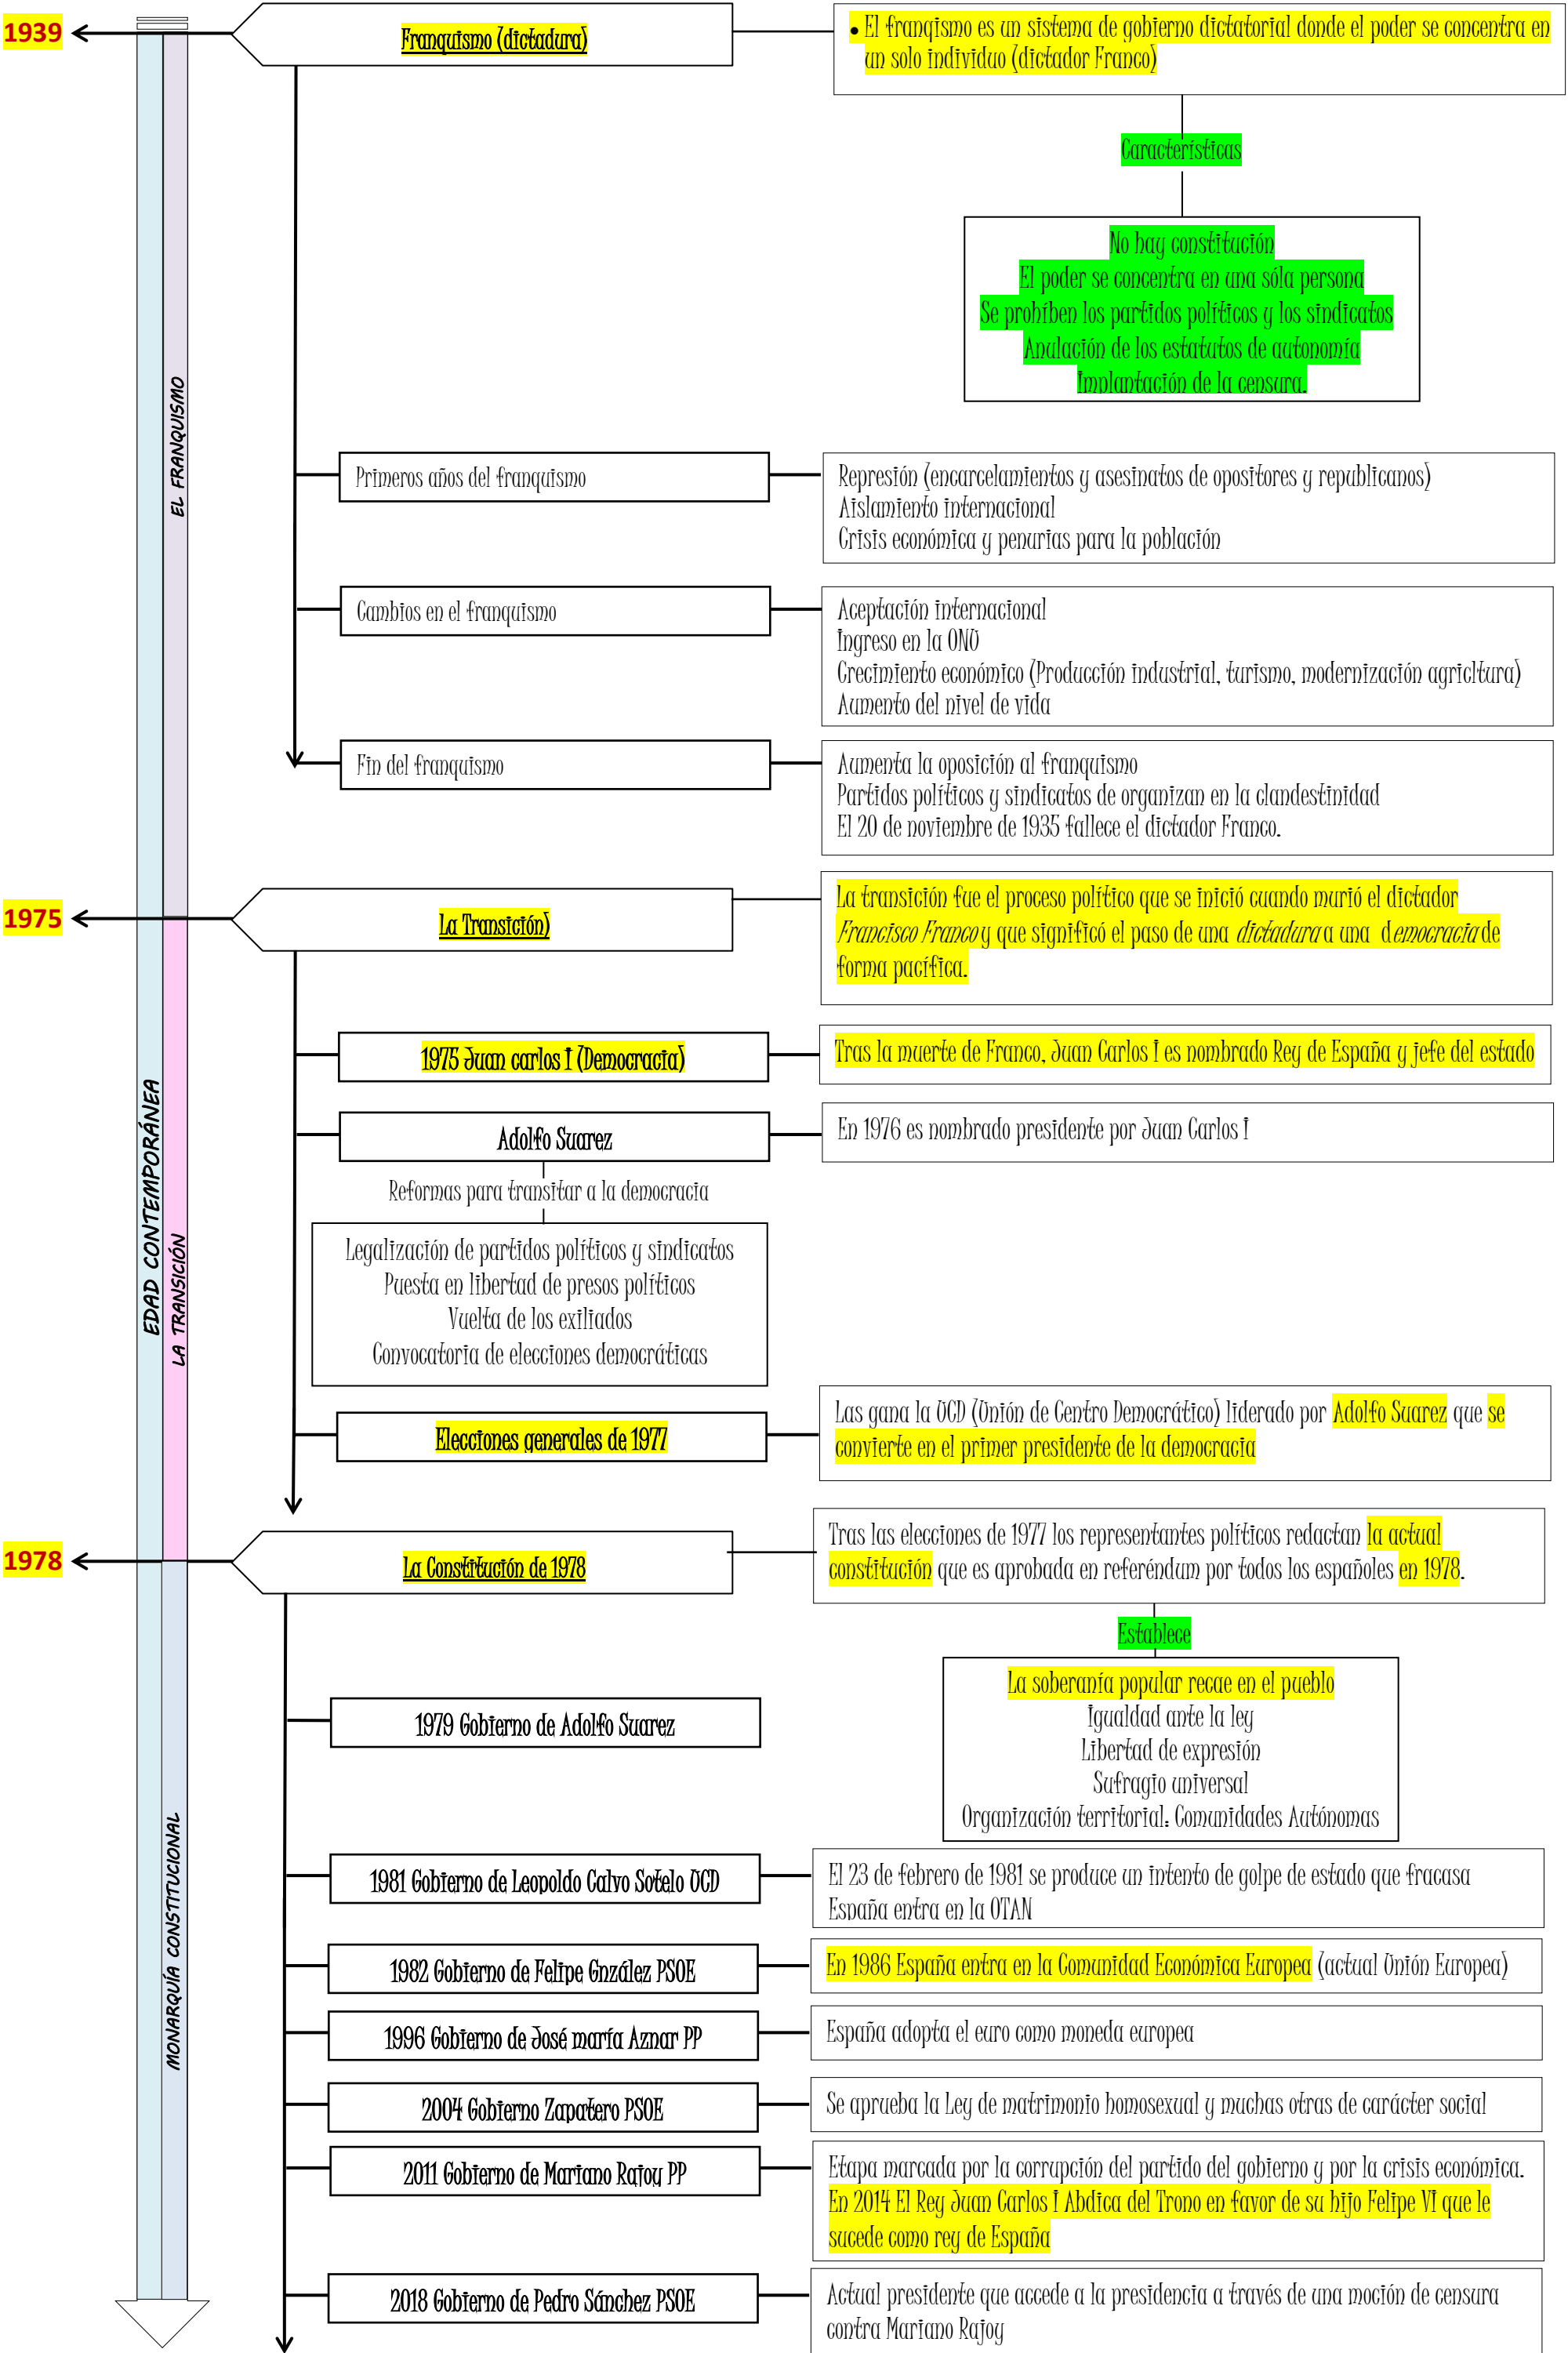 1939
Franquismo (dictadura)
• El franqismo es un sistema de gobierno dictatorial donde el poder se concentra en
un solo individuo (dictador Franco)
Características
No hay constitución
El poder se concentra en una sóla persona
Se prohíben los partidos políticos y los sindicatos
Anulación de los estatutos de autonomía
Implantación de la censura.
EL FRANQUISMO
Primeros años del franquismo
Represión (encarcelamientos y asesinatos de opositores y republicanos)
Aislamiento internacional
Crisis económica y penurias para la población
Cambios en el franquismo
Aceptación internacional
Ingreso en la ONU
Crecimiento económico (Producción industrial, turismo, modernización agricltura)
Aumento del nivel de vida
Fin del franquismo
Aumenta la oposición al franquismo
Partidos políticos y sindicatos de organizan en la clandestinidad
El 20 de noviembre de 1935 fallece el dictador Franco.
1975
La Transición)
La transición fue el proceso político que se inició cuando murió el dictador
Francisco Franco y que significó el paso de una dictadura a una democracia de
forma pacífica.
1975 Juan carlos I (Democracia)
Tras la muerte de Franco, Juan Carlos I es nombrado Rey de España y jefe del estado
EDAD CONTEMPORÁNEA
LA TRANSICIÓN
Adolfo Suarez
En 1976 es nombrado presidente por Juan Carlos I
Reformas para transitar a la democracia
Legalización de partidos políticos y sindicatos
Puesta en libertad de presos políticos
Vuelta de los exiliados
Convocatoria de elecciones democráticas
Elecciones generales de 1977
Las gana la UCD (Unión de Centro Democrático) liderado por Adolfo Suarez que se
convierte en el primer presidente de la democracia
1978
La Constitución de 1978
Tras las elecciones de 1977 los representantes políticos redactan la actual
constitución que es aprobada en referéndum por todos los españoles en 1978.
Establece
La soberanía popular recae en el pueblo
Igualdad ante la ley
Libertad de expresión
Sufragio universal
Organización territorial: Comunidades Autónomas
1979 Gobierno de Adolfo Suarez
MONARQUÍA CONSTITUCIONAL
1981 Gobierno de Leopoldo Calvo Sotelo UCD
El 23 de febrero de 1981 se produce un intento de golpe de estado que fracasa
España entra en la OTAN
1982 Gobierno de Felipe Gnzález PSOE
En 1986 España entra en la Comunidad Económica Europea (actual Unión Europea)
1996 Gobierno de José maría Aznar PP
España adopta el euro como moneda europea
2004 Gobierno Zapatero PSOE
Se aprueba la Ley de matrimonio homosexual y muchas otras de carácter social
2011 Gobierno de Mariano Rajoy PP
Etapa marcada por la corrupción del partido del gobierno y por la crisis económica.
En 2014 El Rey Juan Carlos I Abdica del Trono en favor de su hijo Felipe VI que le
sucede como rey de España
2018 Gobierno de Pedro Sánchez PSOE
Actual presidente que accede a la presidencia a través de una moción de censura
contra Mariano Rajoy